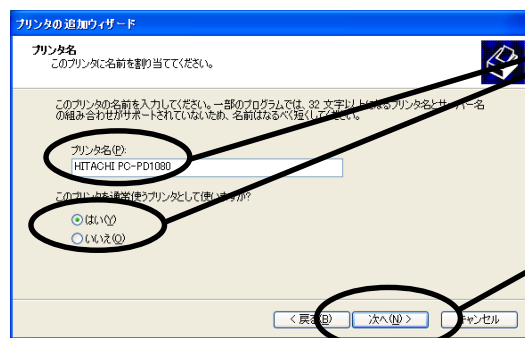 プリンタの追加ウィザード
プリンタ名
このプリンタに名前を割り当ててください。
このプリンタの名前を入力してください。一部のプログラムでは、32 文字以上になるプリンタ名とサーバー名
の組み合わせがサポートされていないため、名前はなるべく短くしてください。
プリンタ名(P):
HITACHI PC-PD1080
このプリンタを通常使うプリンタとして使いますか?
はい(Y)
いいえ(O)
< 戻る(B)
次へ(N) >
キャンセル